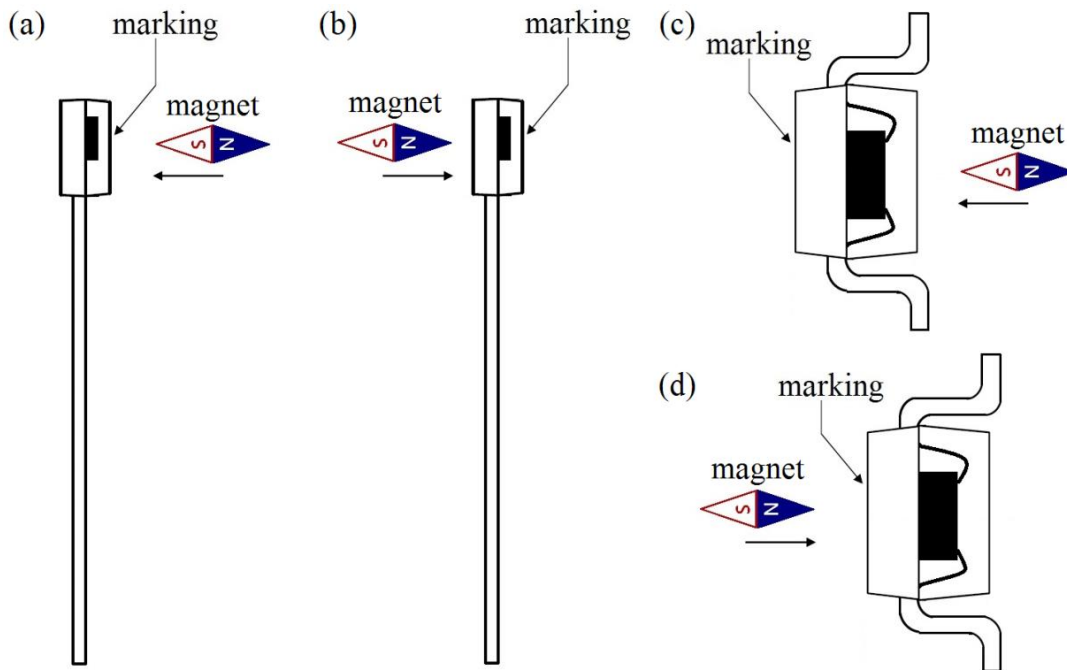 (a)
marking
magnet
S N
(b)
marking
magnet
S N
(c)
marking
magnet
S N
(d)
marking
magnet
S N